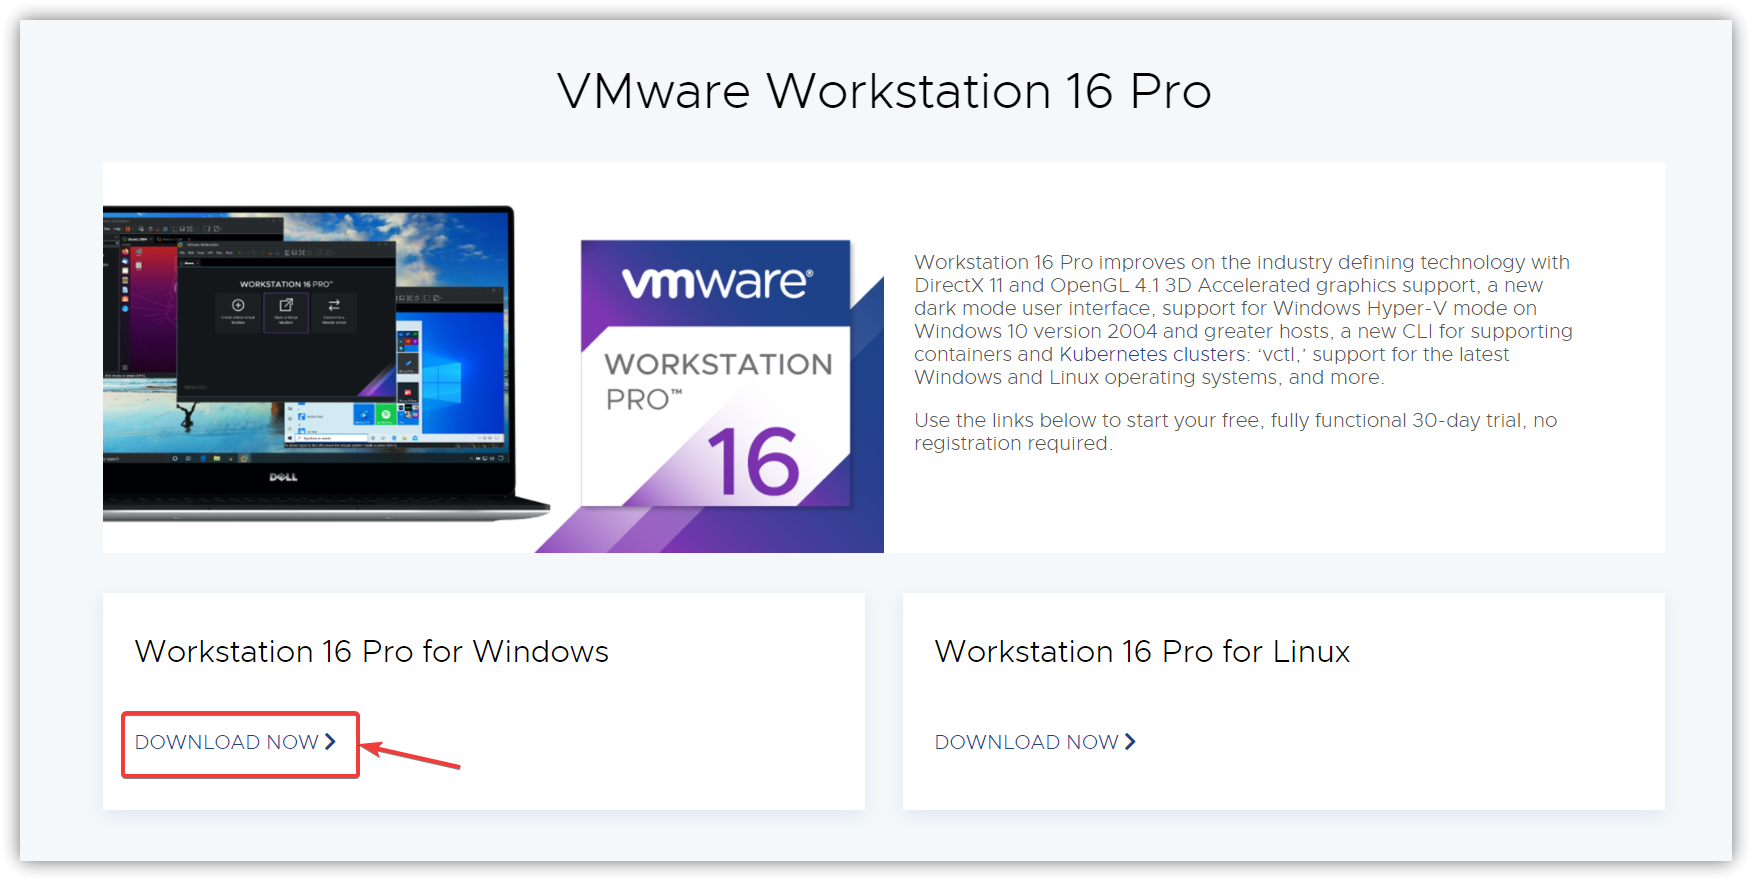 VMware Workstation 16 Pro
WORKSTATION 16 PRO™
DELL
vmware®
WORKSTATION
PRO™
16
Workstation 16 Pro improves on the industry defining technology with
DirectX 11 and OpenGL 4.1 3D Accelerated graphics support, a new
dark mode user interface, support for Windows Hyper-V mode on
Windows 10 version 2004 and greater hosts, a new CLI for supporting
containers and Kubernetes clusters: ‘vctl,’ support for the latest
Windows and Linux operating systems, and more.
Use the links below to start your free, fully functional 30-day trial, no
registration required.
Workstation 16 Pro for Windows
DOWNLOAD NOW
Workstation 16 Pro for Linux
DOWNLOAD NOW